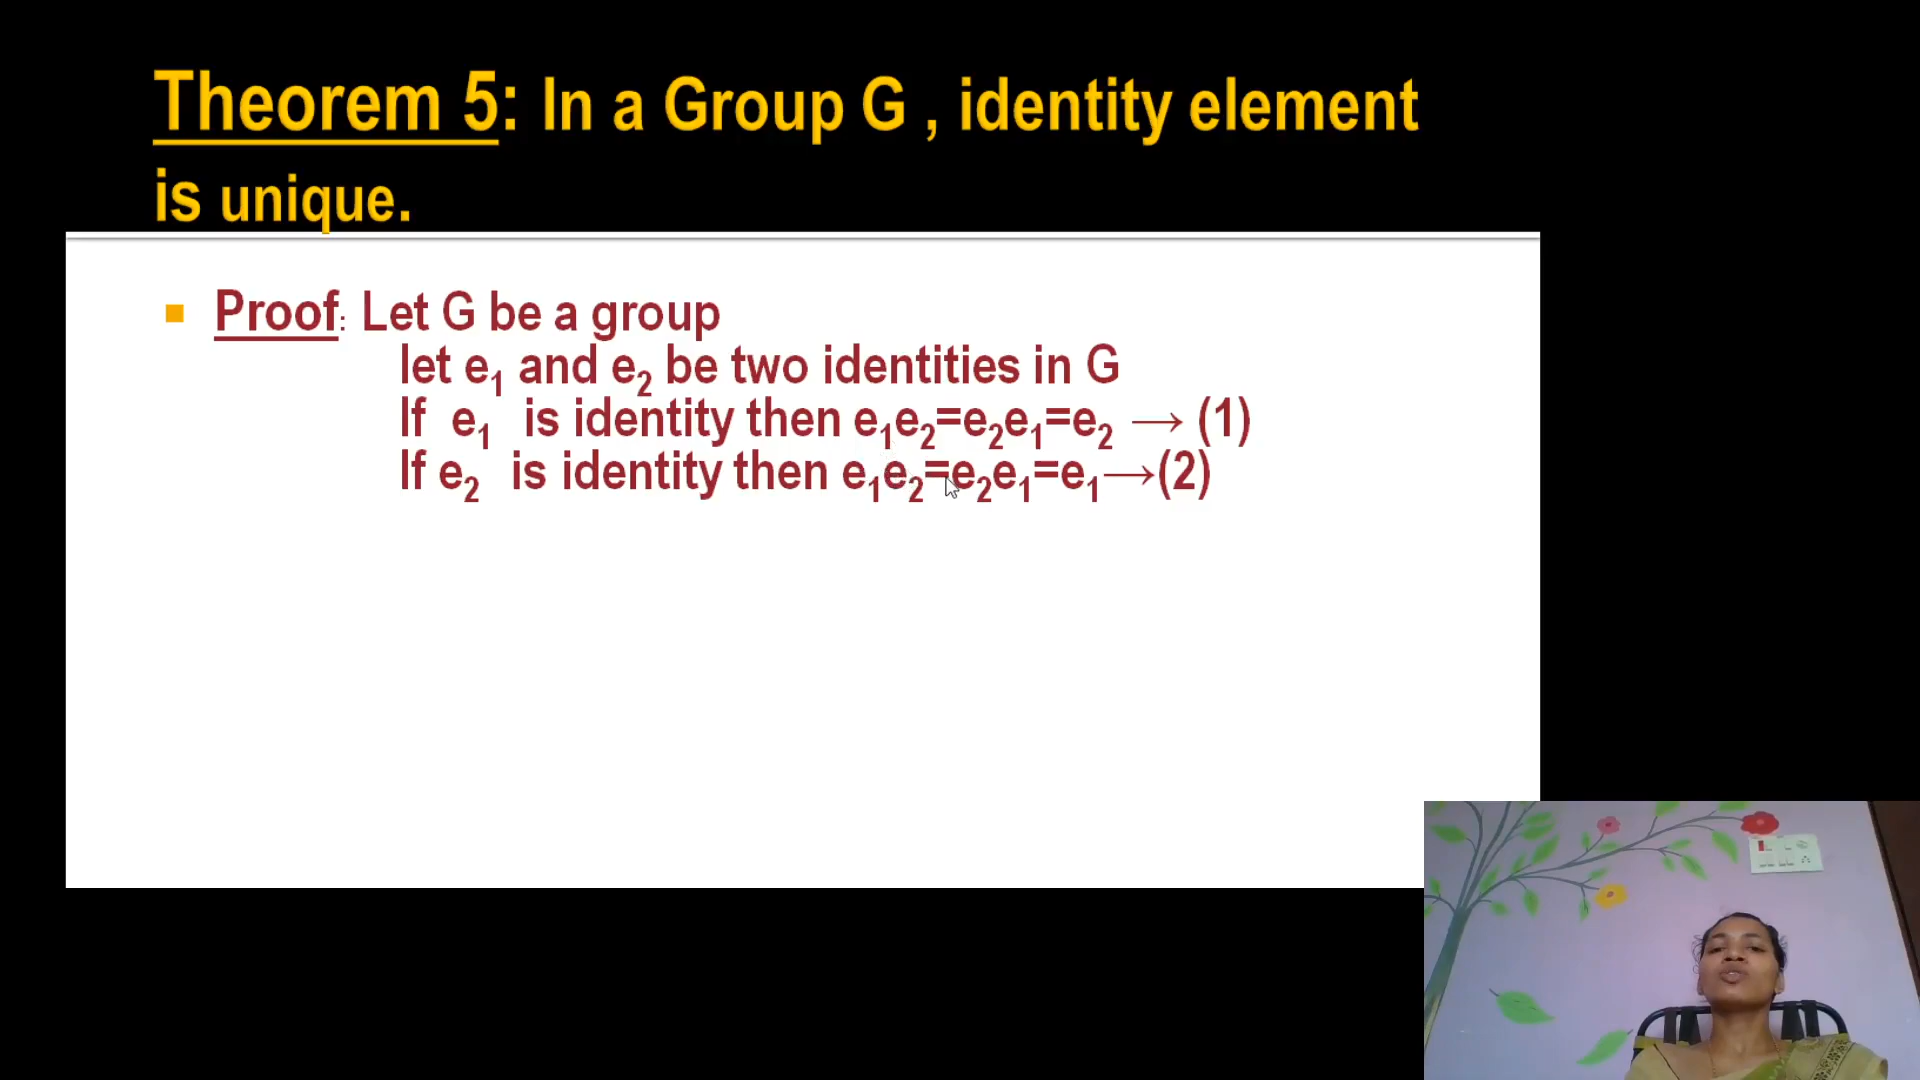 Theorem 5: In a Group G , identity element
is unique.
Proof: Let G be a group
let e₁ and e₂ be two identities in G
If e₁ is identity then e₁e₂=e₂e₁=e₂ → (1)
If e₂ is identity then e₁e₂=e₂e₁=e₁→(2)